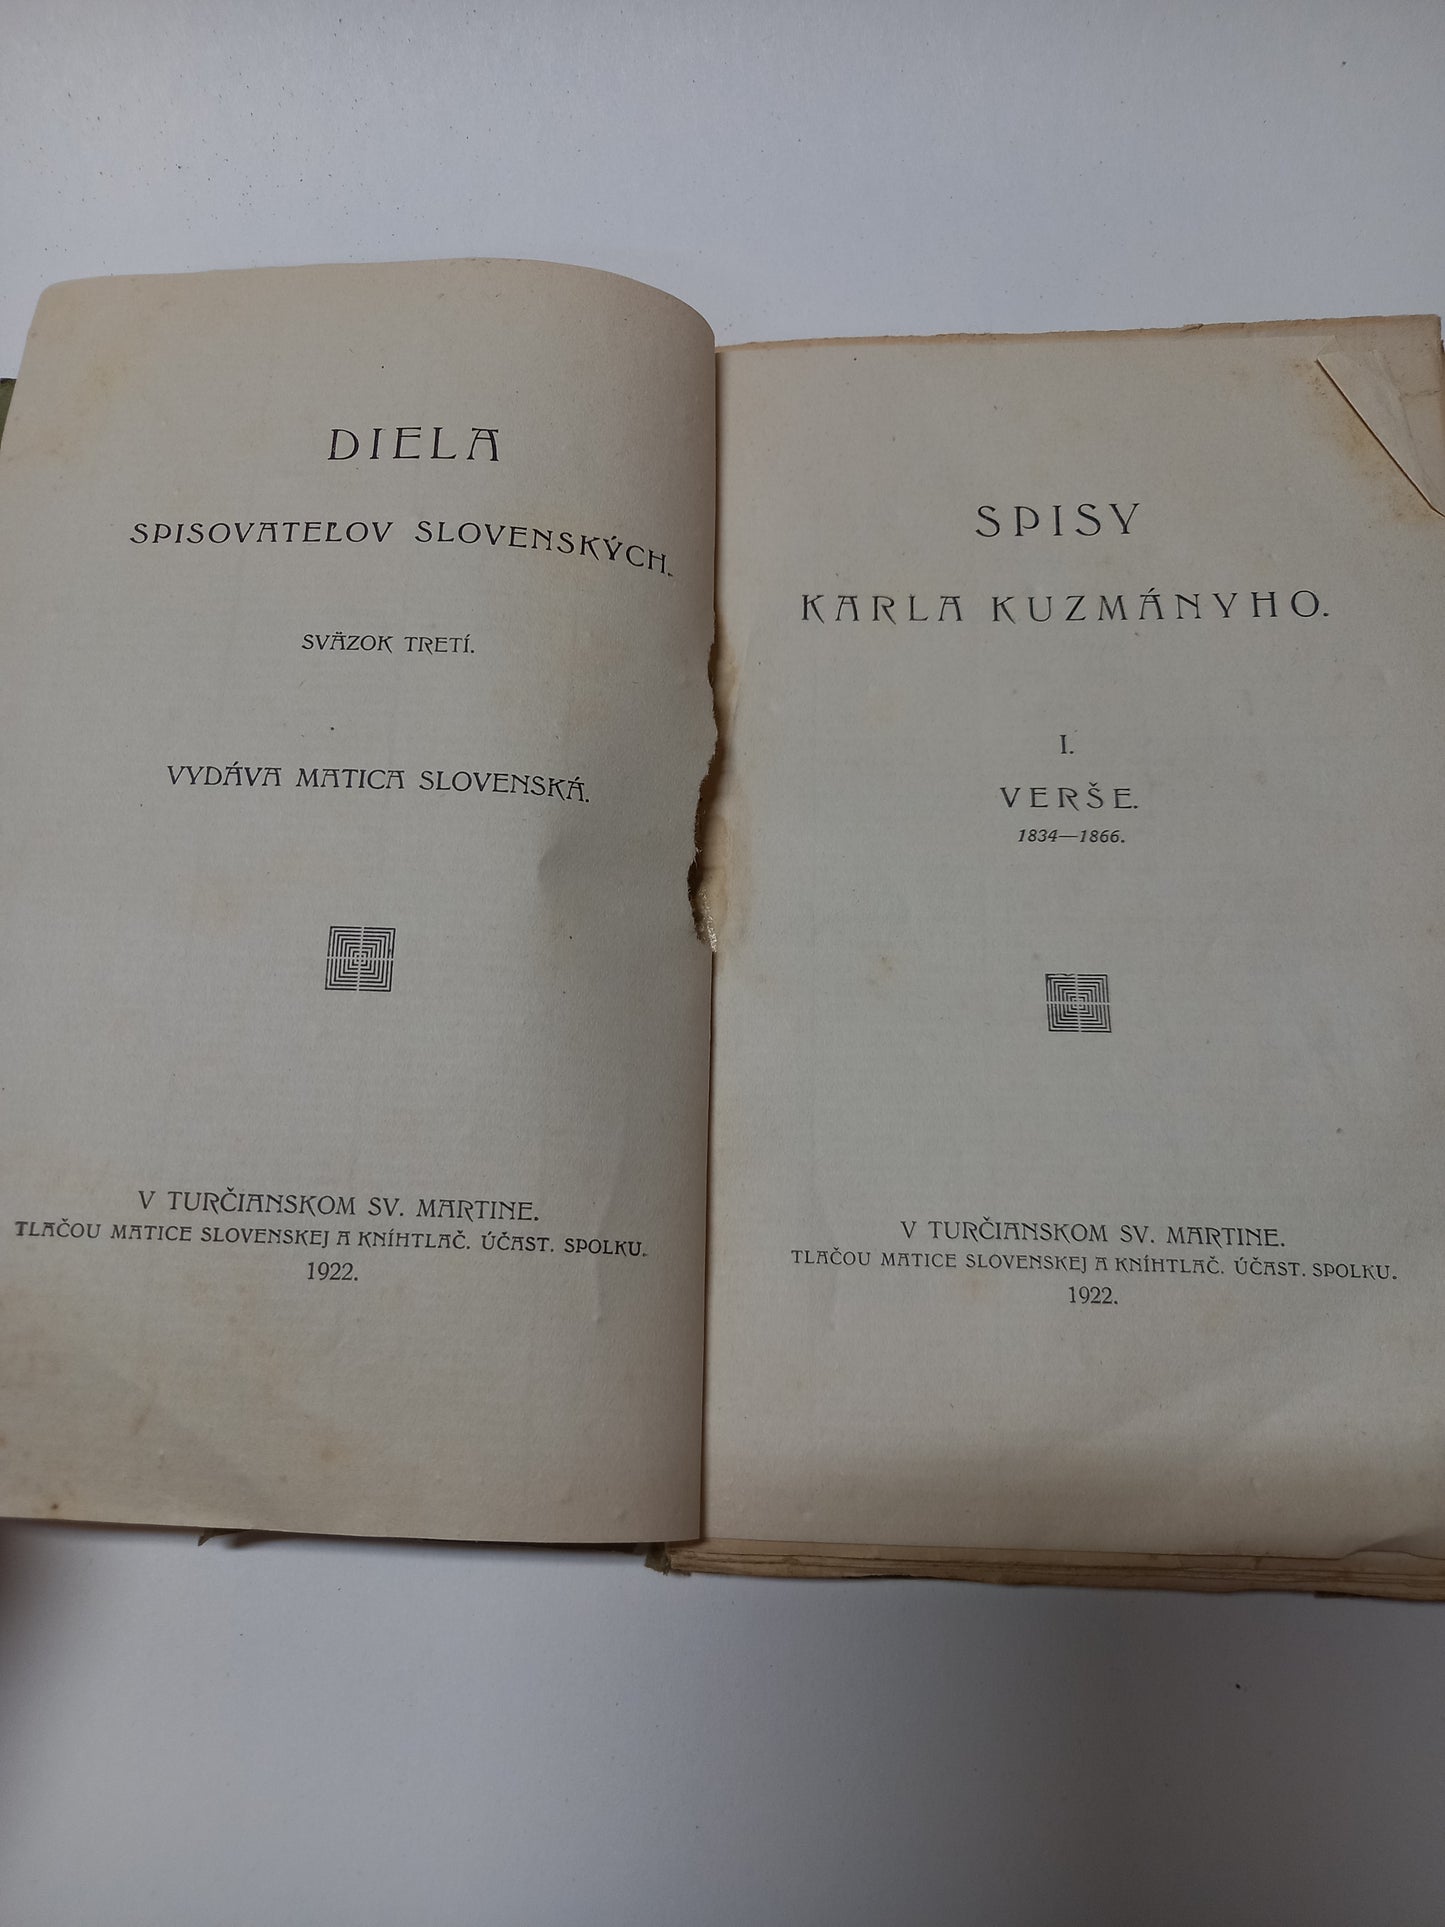 DIELA
SPISOVATEĽOV SLOVENSKÝCH.
SVÄZOK TRETÍ.
VYDÁVA MATICA SLOVENSKÁ.
V TURČIANSKOM SV. MARTINE.
TLAČOU MATICE SLOVENSKEJ A KNÍHTLAČ. ÚČAST. SPOLKU.
1922.
SPISY
KARLA KUZMÁNYHO.
I.
VERŠE.
1834—1866.
V TURČIANSKOM SV. MARTINE.
TLAČOU MATICE SLOVENSKEJ A KNÍHTLAČ. ÚČAST. SPOLKU.
1922.